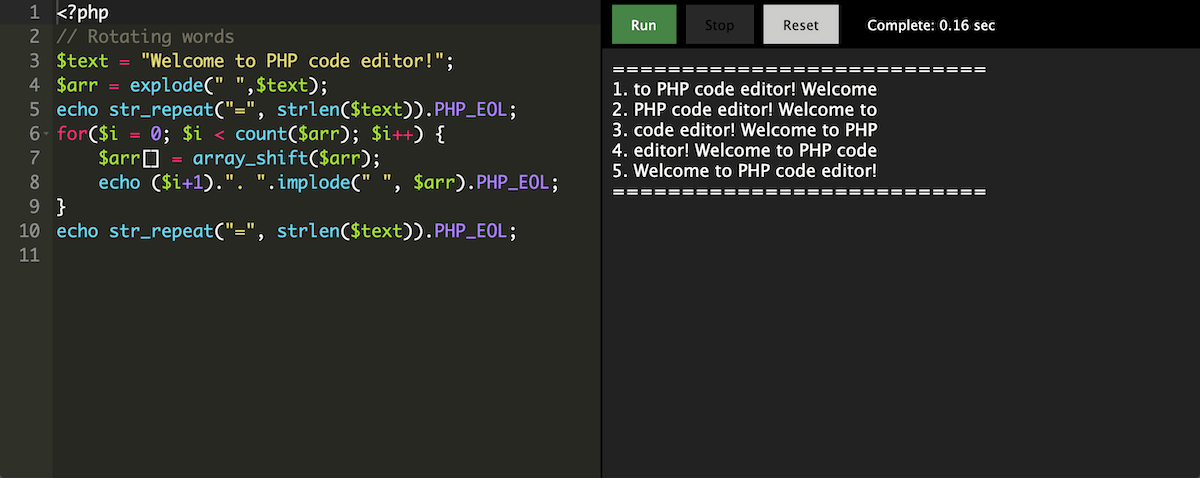 1 <?php
2 // Rotating words
3 $text = "Welcome to PHP code editor!";
4 $arr = explode(" ",$text);
5 echo str_repeat("=", strlen($text)).PHP_EOL;
6 for($i = 0; $i < count($arr); $i++) {
7     $arr[] = array_shift($arr);
8     echo ($i+1).". ".implode(" ", $arr).PHP_EOL;
9 }
10 echo str_repeat("=", strlen($text)).PHP_EOL;
11
Run Stop Reset Complete: 0.16 sec
===========================
1. to PHP code editor! Welcome
2. PHP code editor! Welcome to
3. code editor! Welcome to PHP
4. editor! Welcome to PHP code
5. Welcome to PHP code editor!
===========================